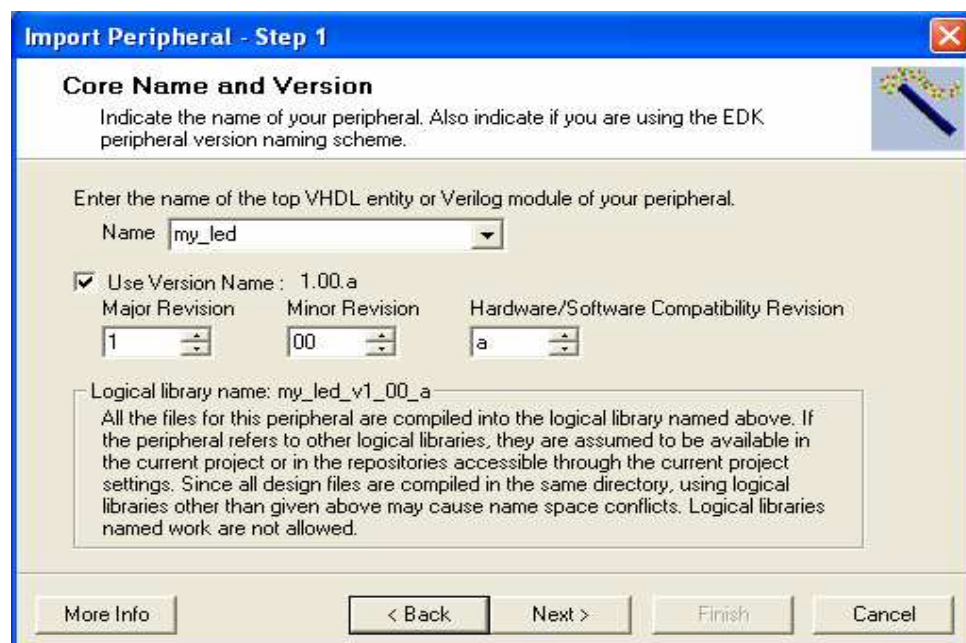 Import Peripheral - Step 1
Core Name and Version
Indicate the name of your peripheral. Also indicate if you are using the EDK
peripheral version naming scheme.
Enter the name of the top VHDL entity or Verilog module of your peripheral.
Name my_led
Use Version Name : 1.00.a
Major Revision Minor Revision Hardware/Software Compatibility Revision
1 00 a
Logical library name: my_led_v1_00_a
All the files for this peripheral are compiled into the logical library named above. If
the peripheral refers to other logical libraries, they are assumed to be available in
the current project or in the repositories accessible through the current project
settings. Since all design files are compiled in the same directory, using logical
libraries other than given above may cause name space conflicts. Logical libraries
named work are not allowed.
More Info < Back Next > Finish Cancel